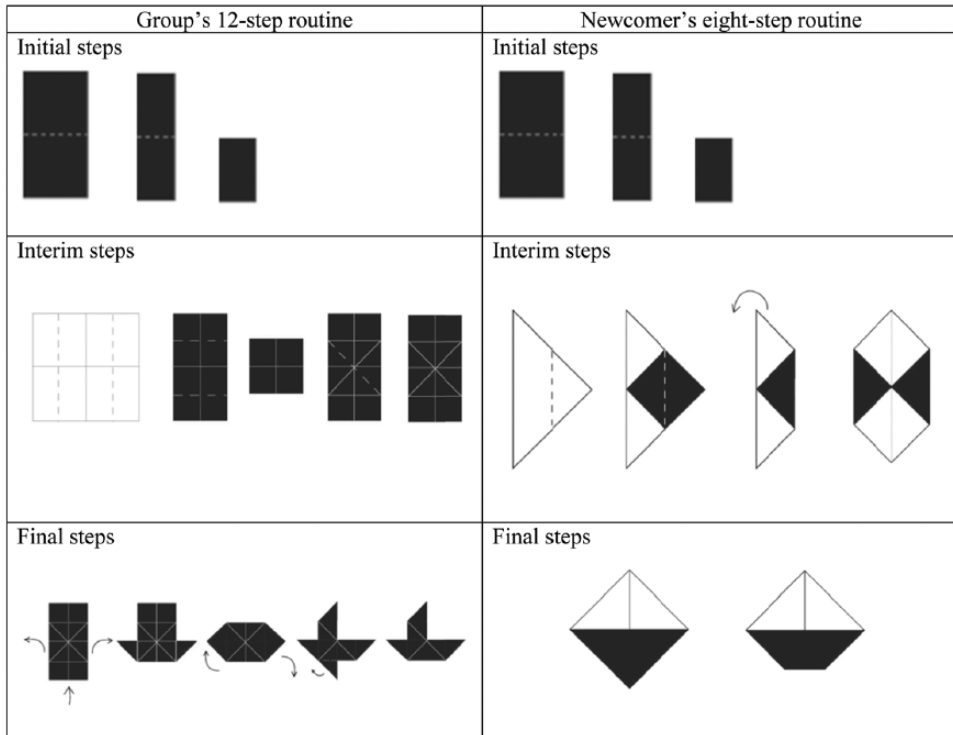 Group’s 12-step routine
Newcomer’s eight-step routine
Initial steps
Initial steps
Interim steps
Interim steps
Final steps
Final steps